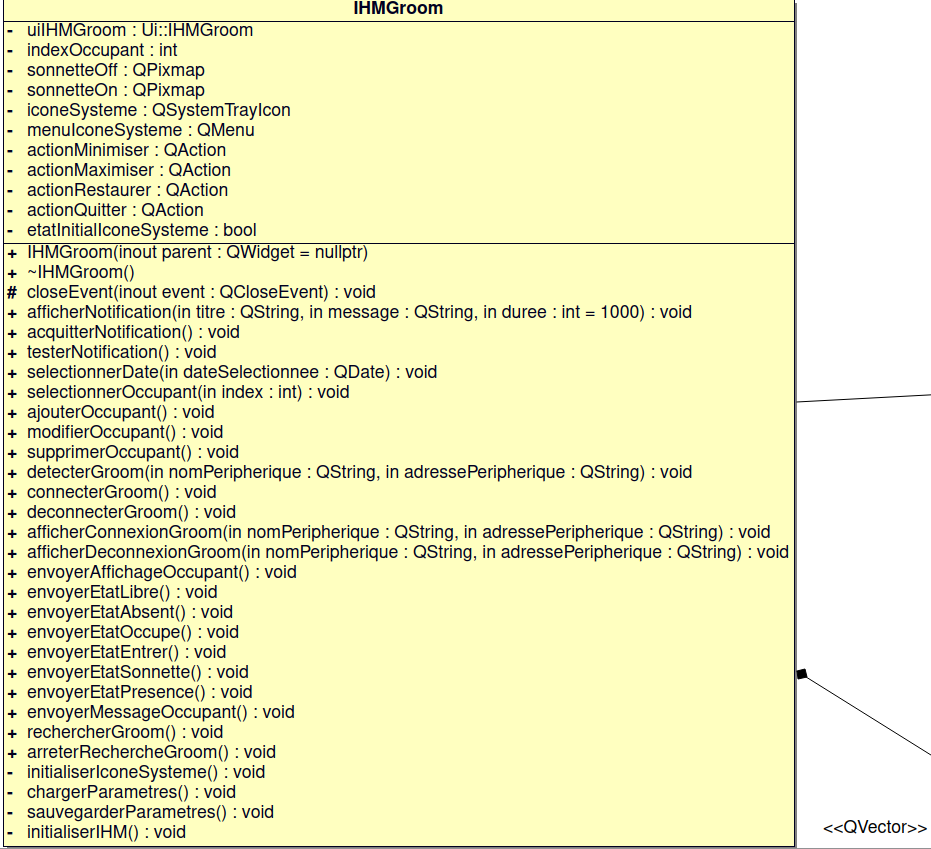 IHMGroom
- uiIHMGroom : Ui::IHMGroom
- indexOccupant : int
- sonnetteOff : QPixmap
- sonnetteOn : QPixmap
- iconeSysteme : QSystemTrayIcon
- menuIconeSysteme : QMenu
- actionMinimiser : QAction
- actionMaximiser : QAction
- actionRestaurer : QAction
- actionQuitter : QAction
- etatInitialIconeSysteme : bool
+ IHMGroom(inout parent : QWidget = nullptr)
+ ~IHMGroom()
# closeEvent(inout event : QCloseEvent) : void
+ afficherNotification(in titre : QString, in message : QString, in duree : int = 1000) : void
+ acquitterNotification() : void
+ testerNotification() : void
+ selectionnerDate(in dateSelectionnee : QDate) : void
+ selectionnerOccupant(in index : int) : void
+ ajouterOccupant() : void
+ modifierOccupant() : void
+ supprimerOccupant() : void
+ detecterGroom(in nomPeripherique : QString, in adressePeripherique : QString) : void
+ connecterGroom() : void
+ deconnecterGroom() : void
+ afficherConnexionGroom(in nomPeripherique : QString, in adressePeripherique : QString) : void
+ afficherDeconnexionGroom(in nomPeripherique : QString, in adressePeripherique : QString) : void
+ envoyerAffichageOccupant() : void
+ envoyerEtatLibre() : void
+ envoyerEtatAbsent() : void
+ envoyerEtatOccupe() : void
+ envoyerEtatEntrer() : void
+ envoyerEtatSonnette() : void
+ envoyerEtatPresence() : void
+ envoyerMessageOccupant() : void
+ rechercherGroom() : void
+ arreterRechercheGroom() : void
- initialiserIconeSysteme() : void
- chargerParametres() : void
- sauvegarderParametres() : void
- initialiserIHM() : void
<<QVector>>